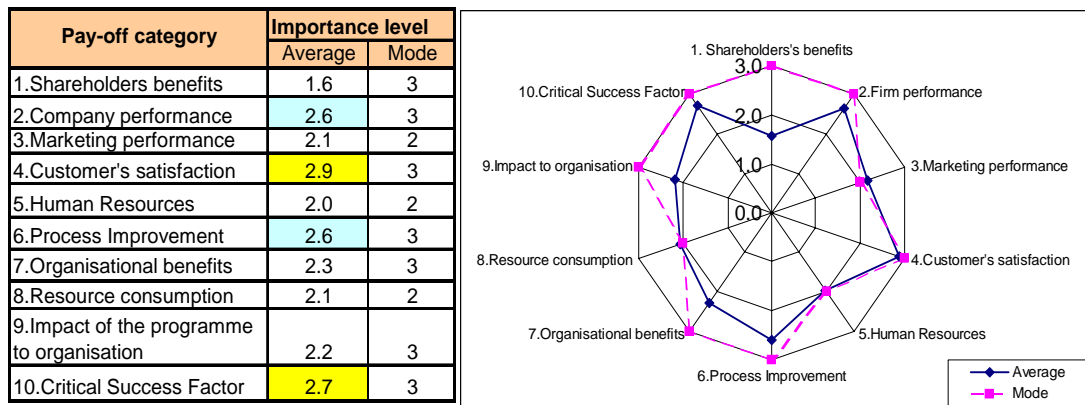 Pay-off category
Importance level
Average Mode
1.Shareholders benefits 1.6 3
2.Company performance 2.6 3
3.Marketing performance 2.1 2
4.Customer's satisfaction 2.9 3
5.Human Resources 2.0 2
6.Process Improvement 2.6 3
7.Organisational benefits 2.3 3
8.Resource consumption 2.1 2
9.Impact of the programme
to organisation 2.2 3
10.Critical Success Factor 2.7 3
1. Shareholders's benefits
3.0
10.Critical Success Factor
2.Firm performance
2.0
9.Impact to organisation
3.Marketing performance
1.0
0.0
8.Resource consumption
4.Customer's satisfaction
7.Organisational benefits
5.Human Resources
6.Process Improvement
Average
Mode